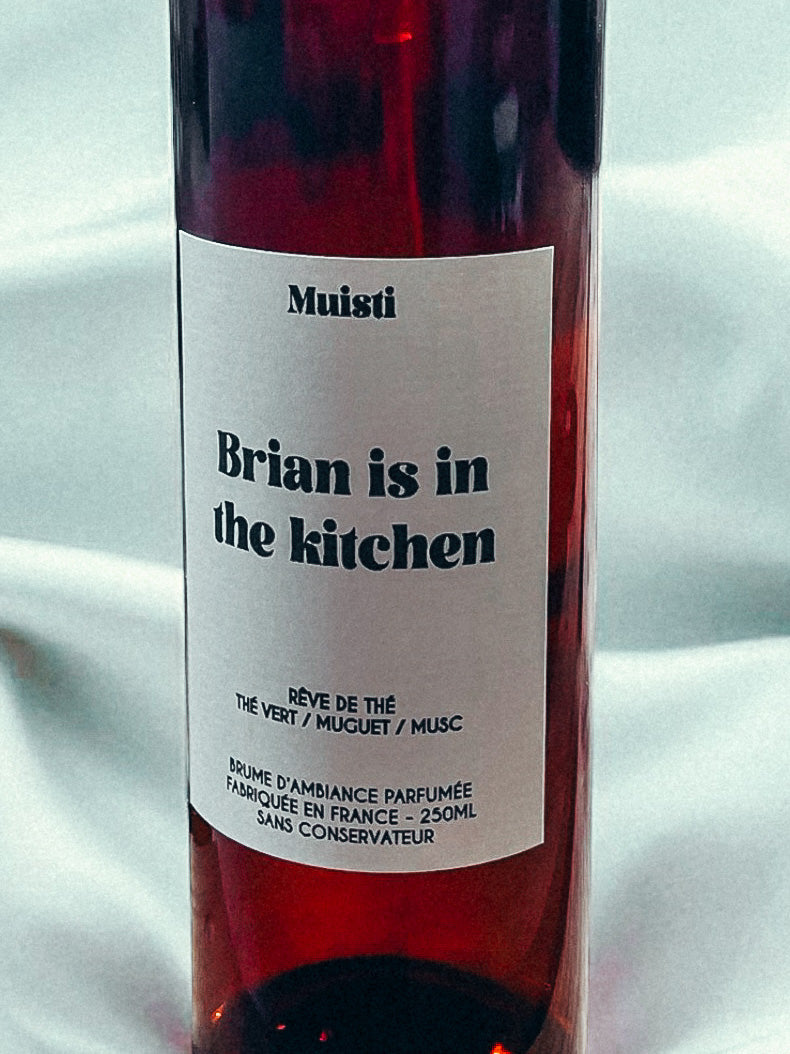 Muisti
Brian is in
the kitchen
RÊVE DE THÉ
THÉ VERT / MUGUET / MUSC
BRUME D'AMBIANCE PARFUMÉE
FABRIQUÉE EN FRANCE - 250ML
SANS CONSERVATEUR